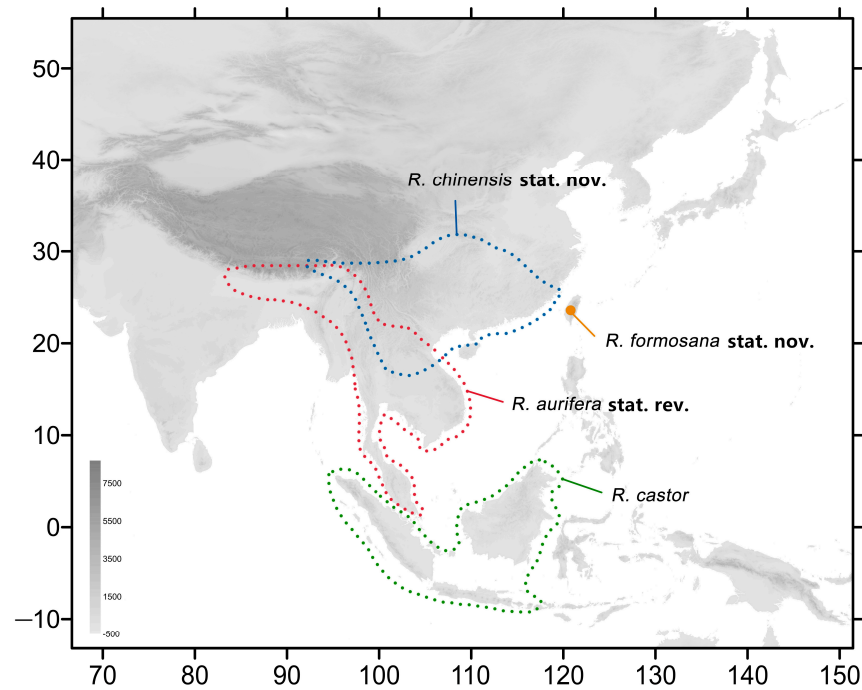 50
40
R. chinensis stat. nov.
30
20
R. formosana stat. nov.
R. aurifera stat. rev.
10
7500
R. castor
5500
0
3500
1500
−10
-500
70 80 90 100 110 120 130 140 150